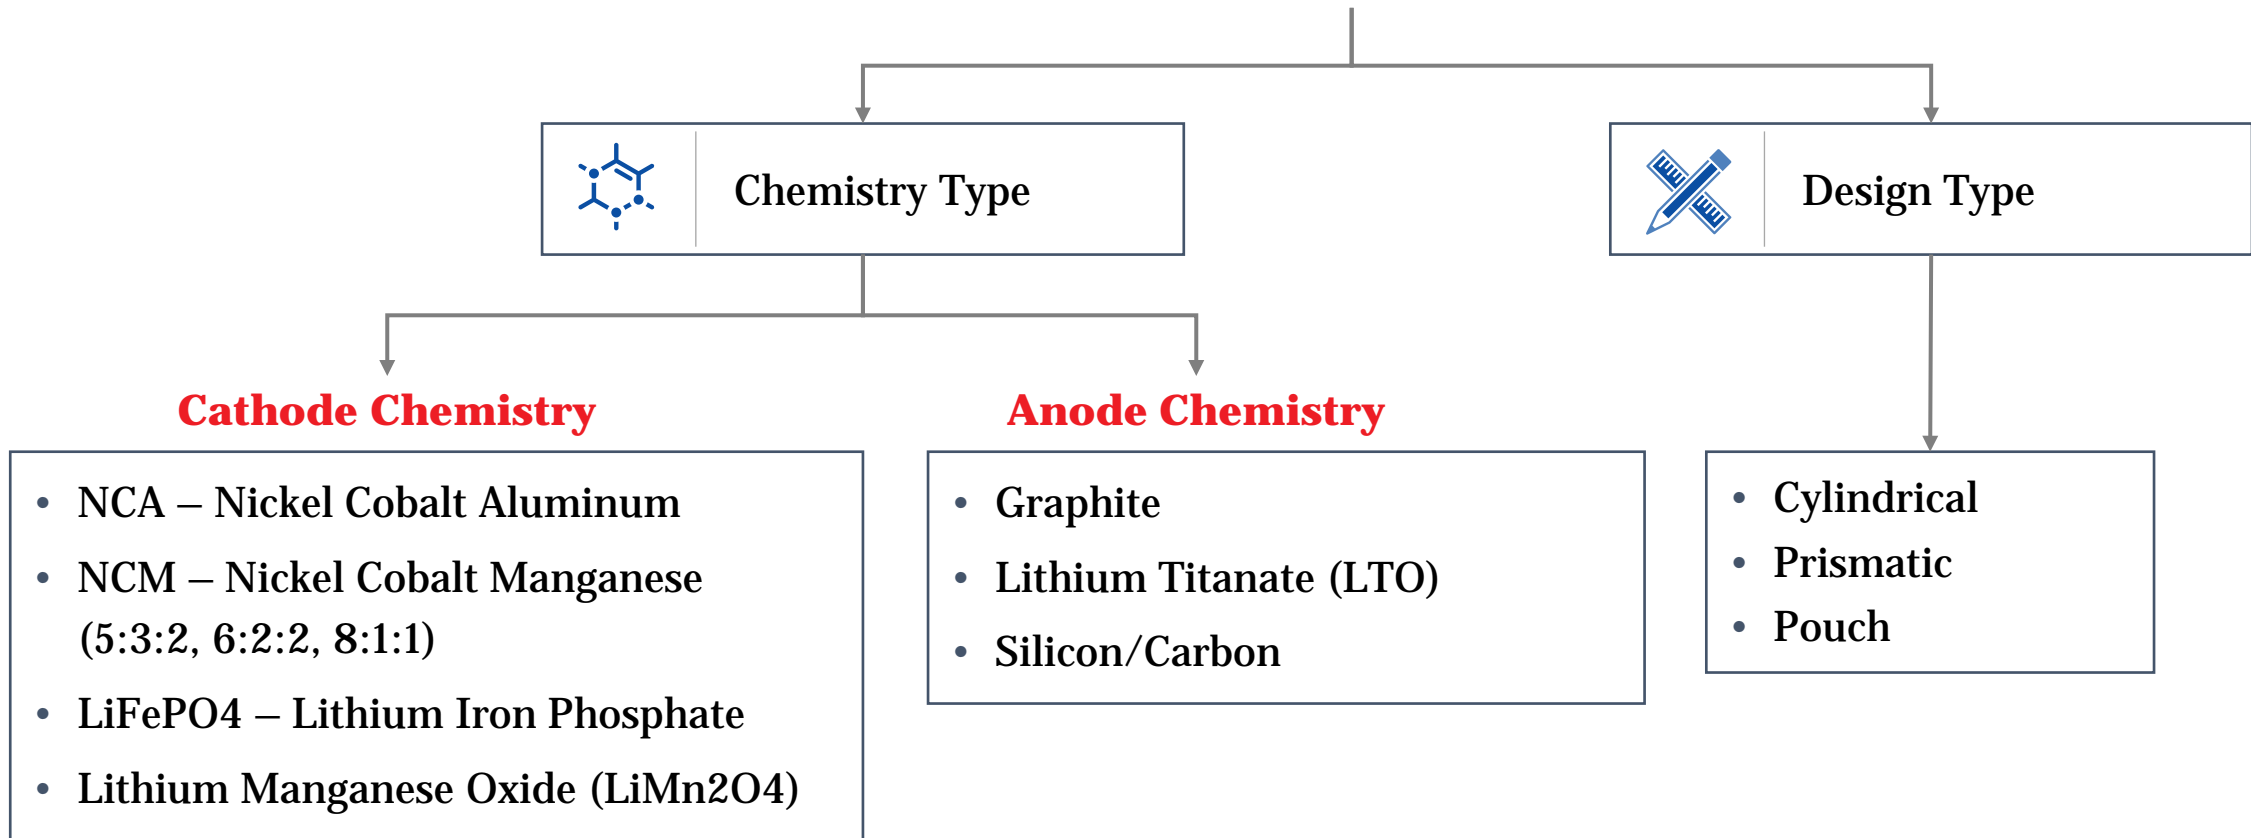 Chemistry Type
Design Type
Cathode Chemistry
Anode Chemistry
• NCA – Nickel Cobalt Aluminum
• NCM – Nickel Cobalt Manganese
(5:3:2, 6:2:2, 8:1:1)
• LiFePO4 – Lithium Iron Phosphate
• Lithium Manganese Oxide (LiMn2O4)
• Graphite
• Lithium Titanate (LTO)
• Silicon/Carbon
• Cylindrical
• Prismatic
• Pouch